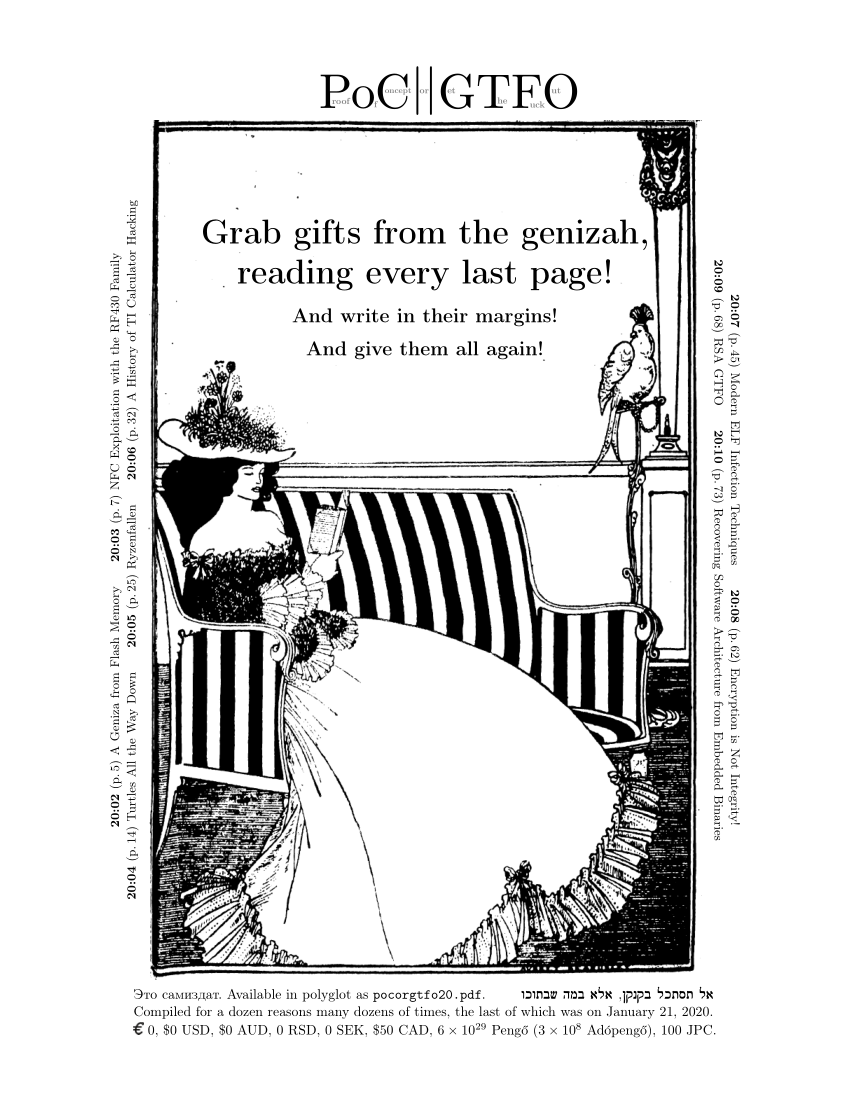 PoC||GTFO
roof f oncept or et he uck ut
Grab gifts from the genizah,
reading every last page!
And write in their margins!
And give them all again!
20:02 (p. 5) A Geniza from Flash Memory 20:03 (p. 7) NFC Exploitation with the RF430 Family
20:04 (p. 14) Turtles All the Way Down 20:05 (p. 25) Ryzenfallen 20:06 (p. 32) A History of TI Calculator Hacking
20:07 (p. 45) Modern ELF Infection Techniques 20:08 (p. 62) Encryption is Not Integrity!
20:09 (p. 68) RSA GTFO 20:10 (p. 73) Recovering Software Architecture from Embedded Binaries
Это самиздат. Available in polyglot as pocorgtfo20.pdf. אל תסתכל בקנקן, אלא במה שבתוכו
Compiled for a dozen reasons many dozens of times, the last of which was on January 21, 2020.
€ 0, $0 USD, $0 AUD, 0 RSD, 0 SEK, $50 CAD, 6 × 10²⁹ Pengő (3 × 10⁸ Adópengő), 100 JPC.